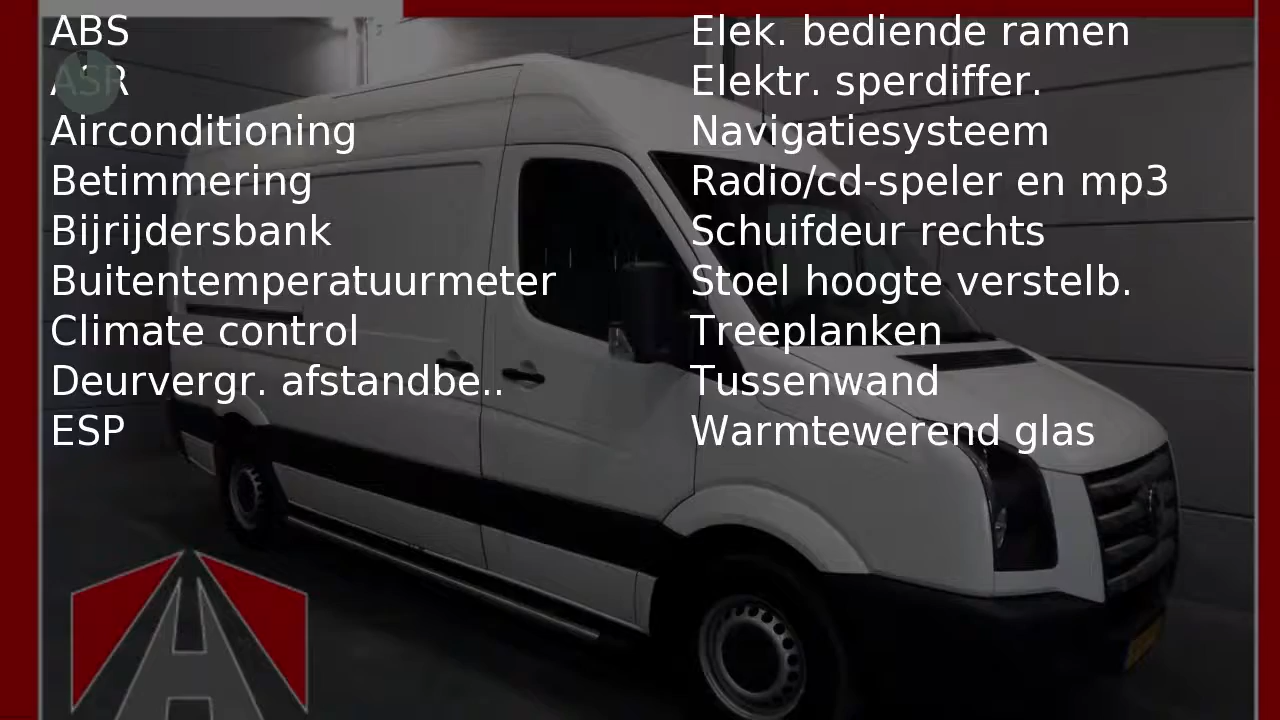 ABS
ASR
Airconditioning
Betimmering
Bijrijdersbank
Buitentemperatuurmeter
Climate control
Deurvergr. afstandbe..
ESP
Elek. bediende ramen
Elektr. sperdiffer.
Navigatiesysteem
Radio/cd-speler en mp3
Schuifdeur rechts
Stoel hoogte verstelb.
Treeplanken
Tussenwand
Warmtewerend glas